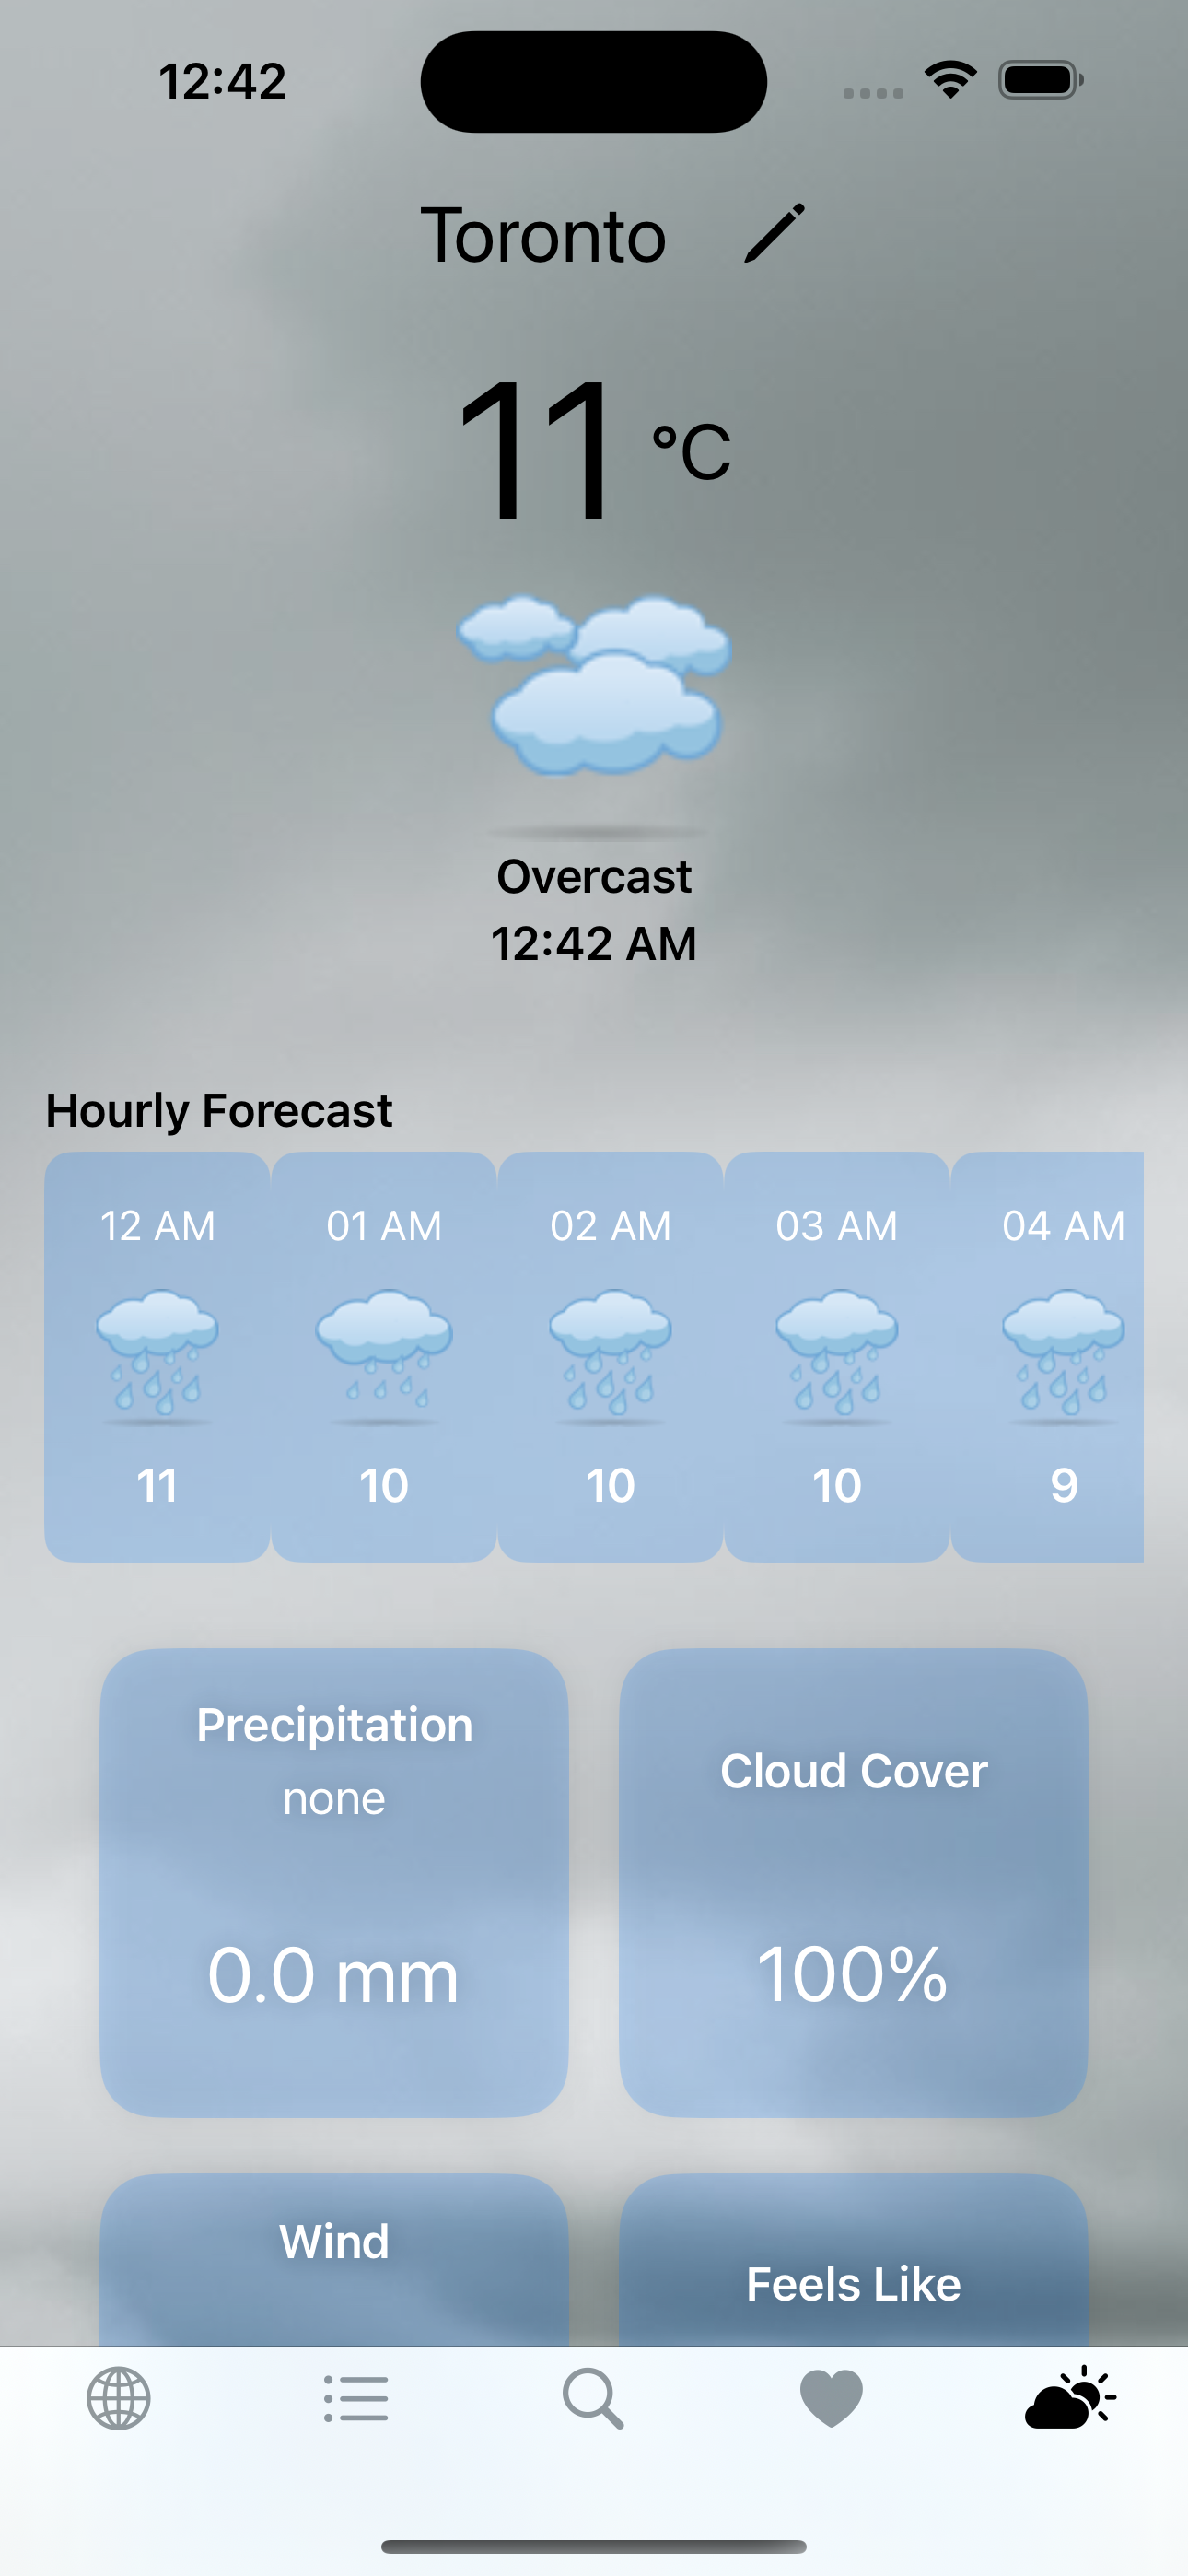 12:42
Toronto
11 °C
Overcast
12:42 AM
Hourly Forecast
12 AM 01 AM 02 AM 03 AM 04 AM
11 10 10 10 9
Precipitation
none
0.0 mm
Cloud Cover
100%
Wind
Feels Like